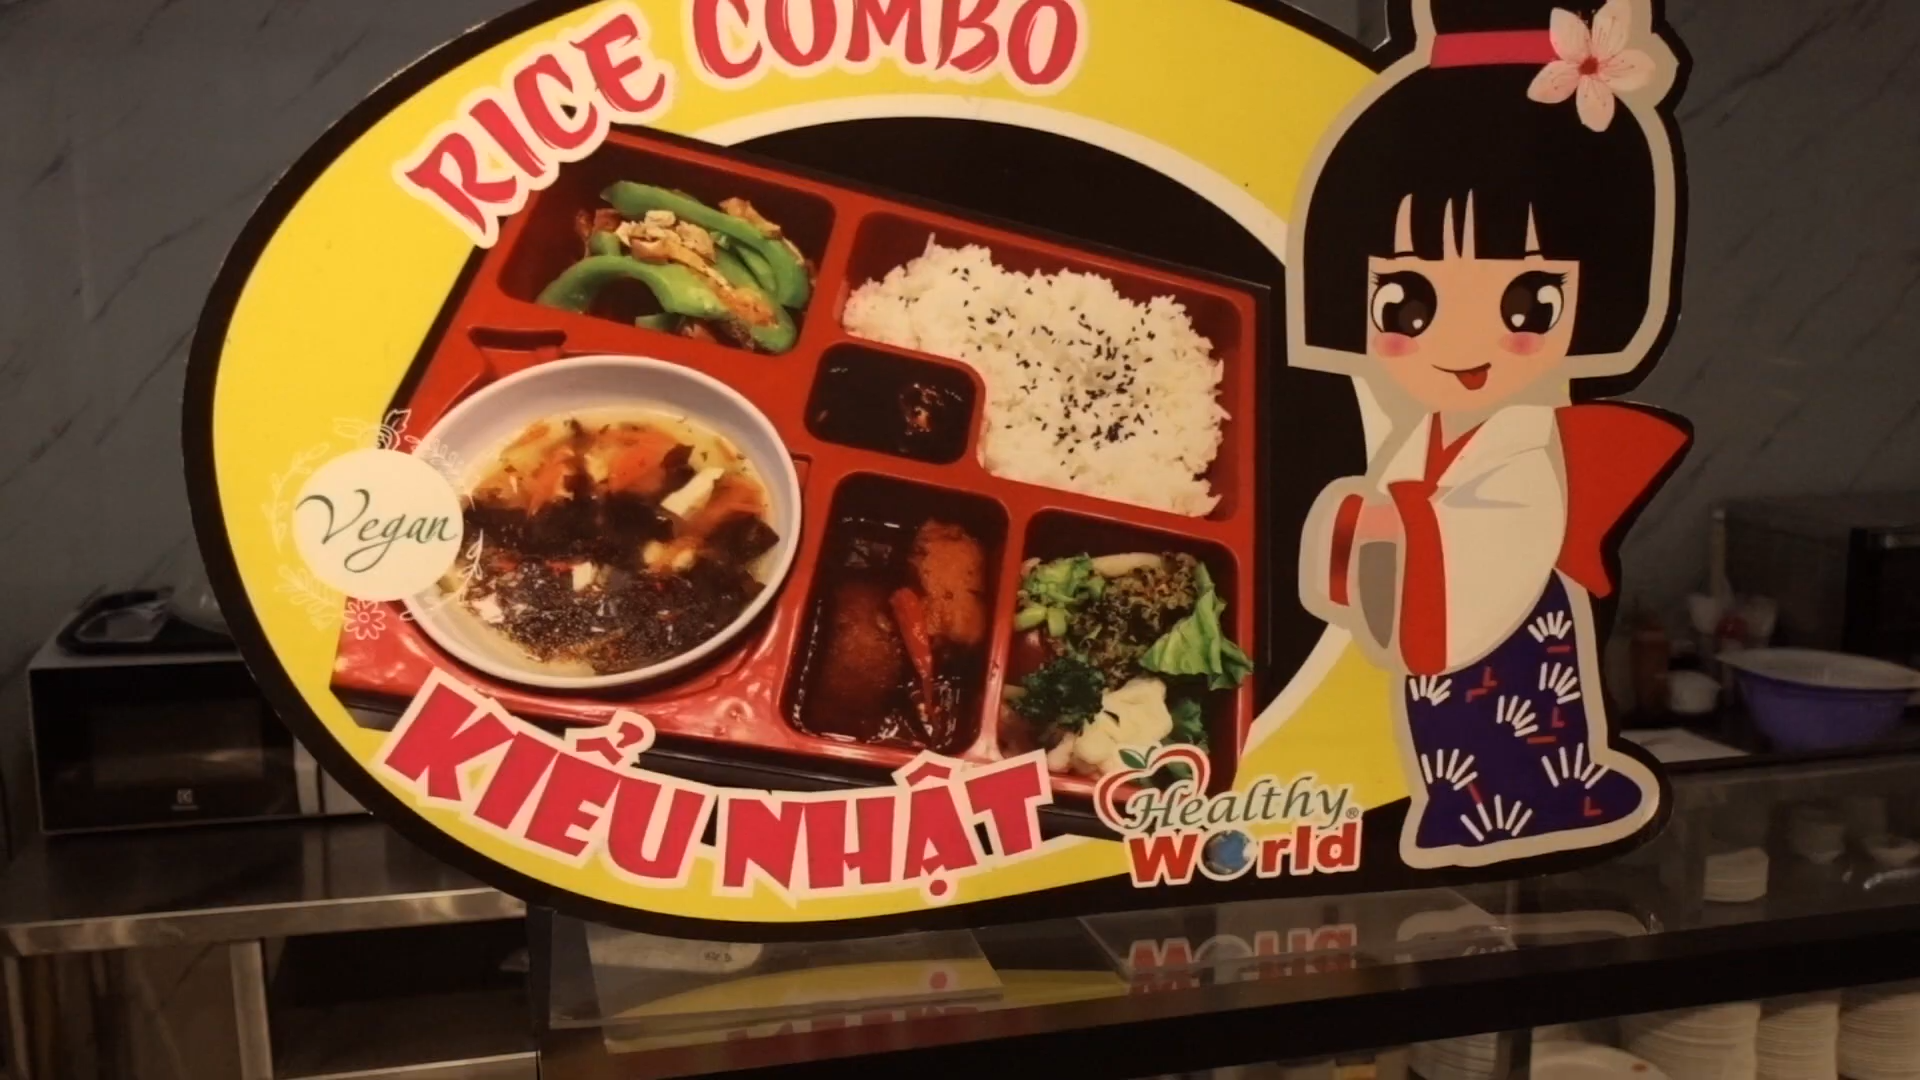 RICE COMBO
Vegan
KIỂU NHẬT
Healthy®
World